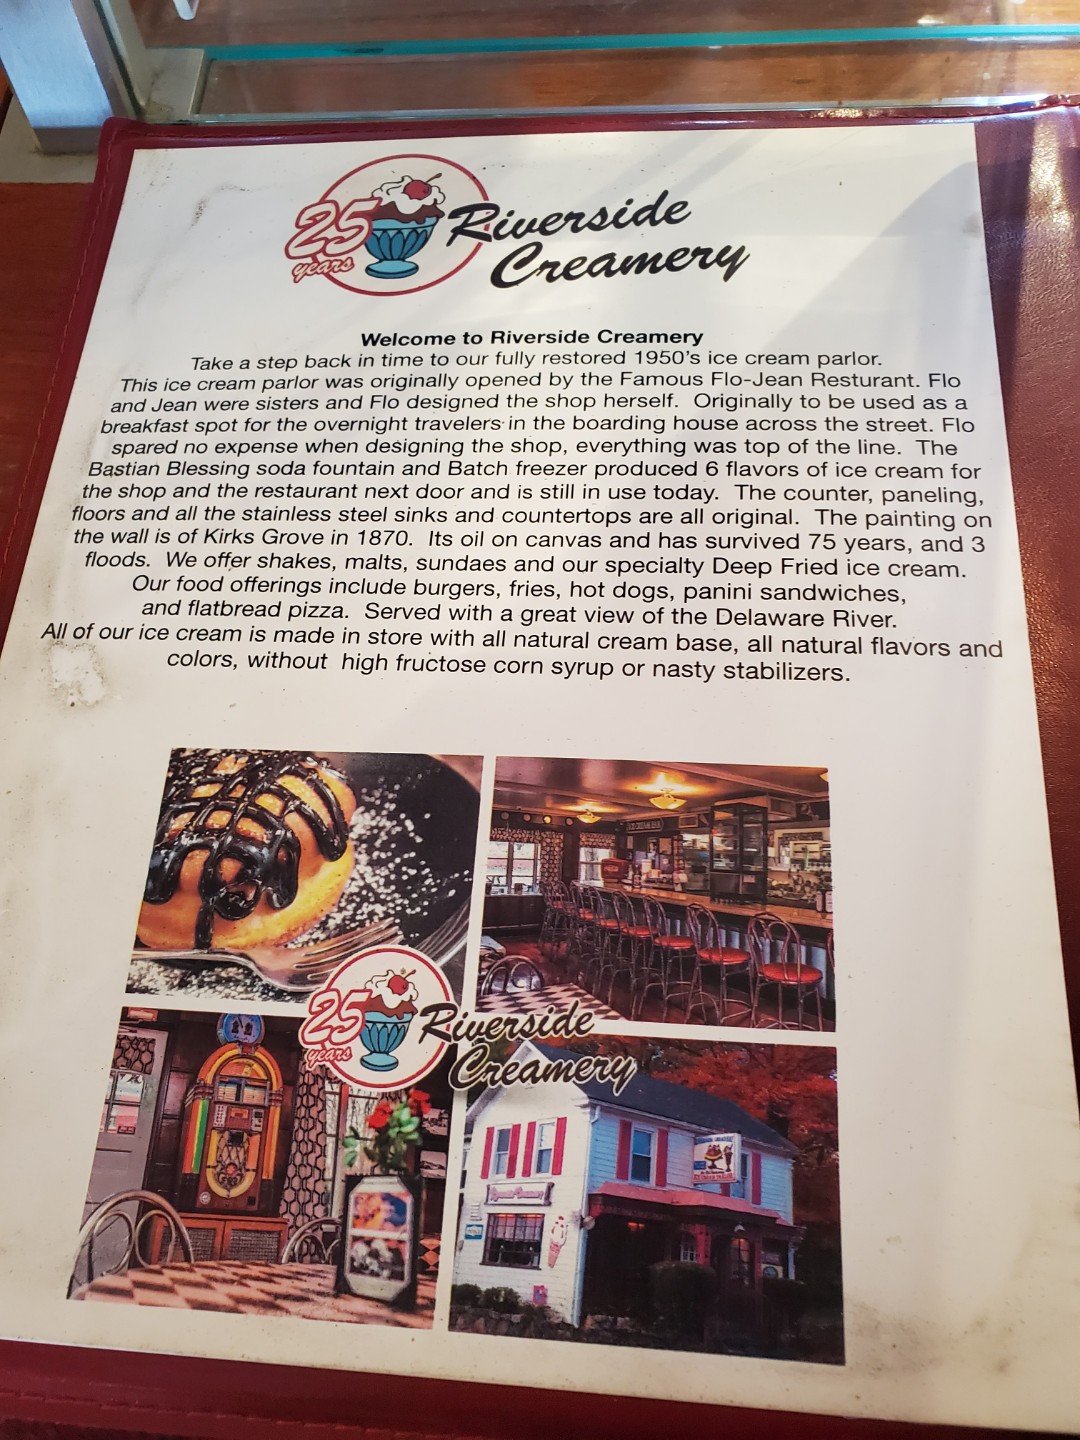 25
years
Riverside
Creamery
Welcome to Riverside Creamery
Take a step back in time to our fully restored 1950's ice cream parlor.
This ice cream parlor was originally opened by the Famous Flo-Jean Resturant. Flo
and Jean were sisters and Flo designed the shop herself. Originally to be used as a
breakfast spot for the overnight travelers in the boarding house across the street. Flo
spared no expense when designing the shop, everything was top of the line. The
Bastian Blessing soda fountain and Batch freezer produced 6 flavors of ice cream for
the shop and the restaurant next door and is still in use today. The counter, paneling,
floors and all the stainless steel sinks and countertops are all original. The painting on
the wall is of Kirks Grove in 1870. Its oil on canvas and has survived 75 years, and 3
floods. We offer shakes, malts, sundaes and our specialty Deep Fried ice cream.
Our food offerings include burgers, fries, hot dogs, panini sandwiches,
and flatbread pizza. Served with a great view of the Delaware River.
All of our ice cream is made in store with all natural cream base, all natural flavors and
colors, without high fructose corn syrup or nasty stabilizers.
25
years
Riverside
Creamery